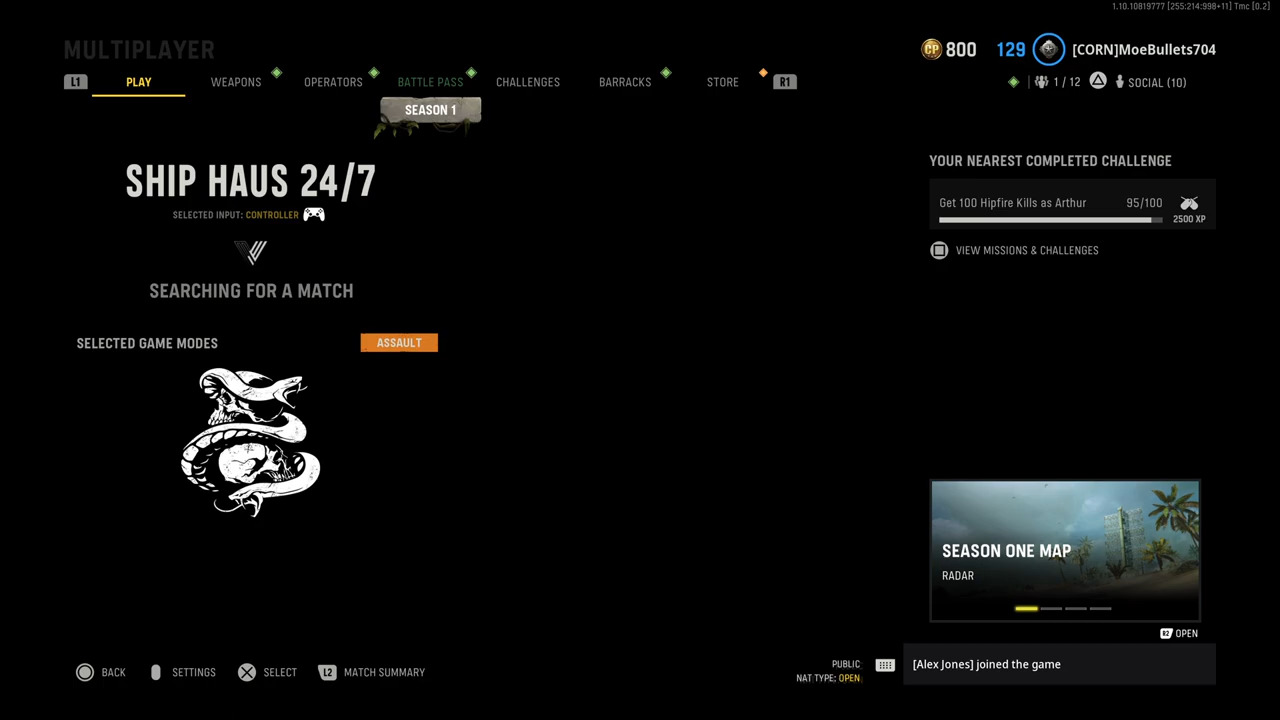 1.10.10819777 [255:214:998+11] Tmc [0.2]
MULTIPLAYER
CP 800 129 [CORN]MoeBullets704
L1 PLAY WEAPONS OPERATORS BATTLE PASS CHALLENGES BARRACKS STORE R1
1 / 12 SOCIAL (10)
SEASON 1
SHIP HAUS 24/7
SELECTED INPUT: CONTROLLER
SEARCHING FOR A MATCH
SELECTED GAME MODES ASSAULT
YOUR NEAREST COMPLETED CHALLENGE
Get 100 Hipfire Kills as Arthur 95/100
2500 XP
VIEW MISSIONS & CHALLENGES
SEASON ONE MAP
RADAR
R2 OPEN
BACK SETTINGS SELECT L2 MATCH SUMMARY
PUBLIC
NAT TYPE: OPEN
[Alex Jones] joined the game